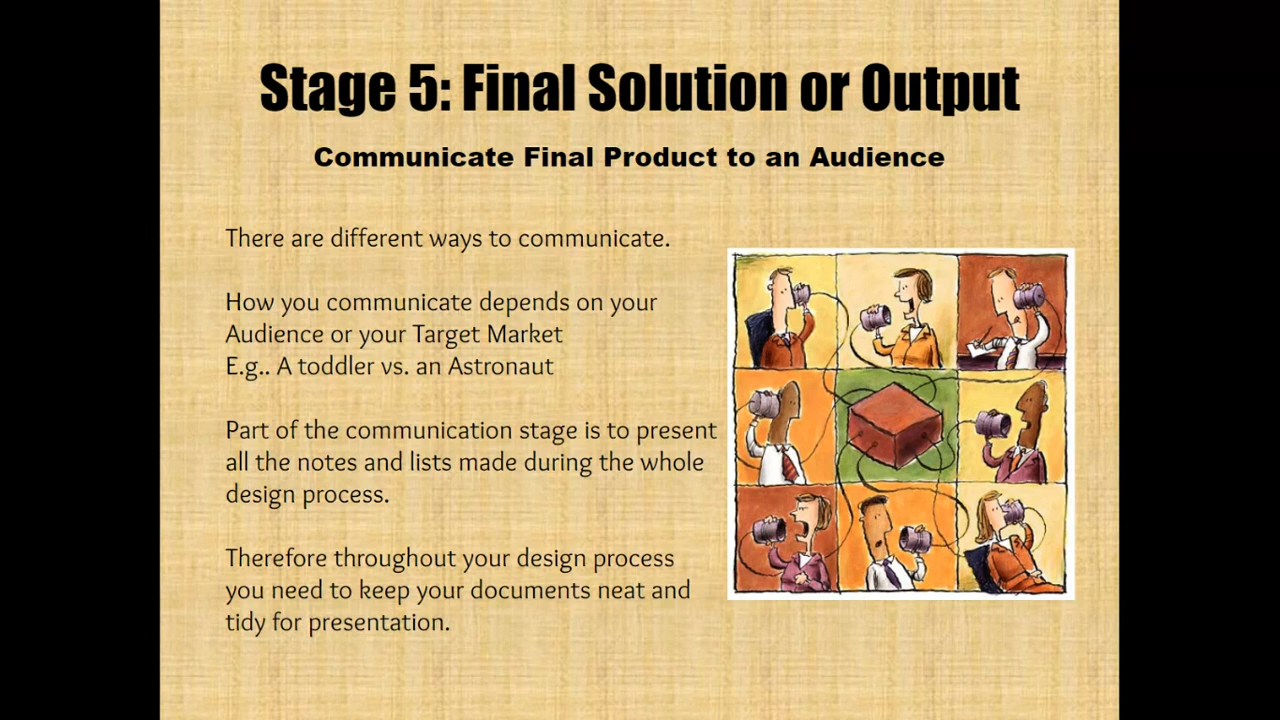 Stage 5: Final Solution or Output
Communicate Final Product to an Audience
There are different ways to communicate.
How you communicate depends on your
Audience or your Target Market
E.g.. A toddler vs. an Astronaut
Part of the communication stage is to present
all the notes and lists made during the whole
design process.
Therefore throughout your design process
you need to keep your documents neat and
tidy for presentation.